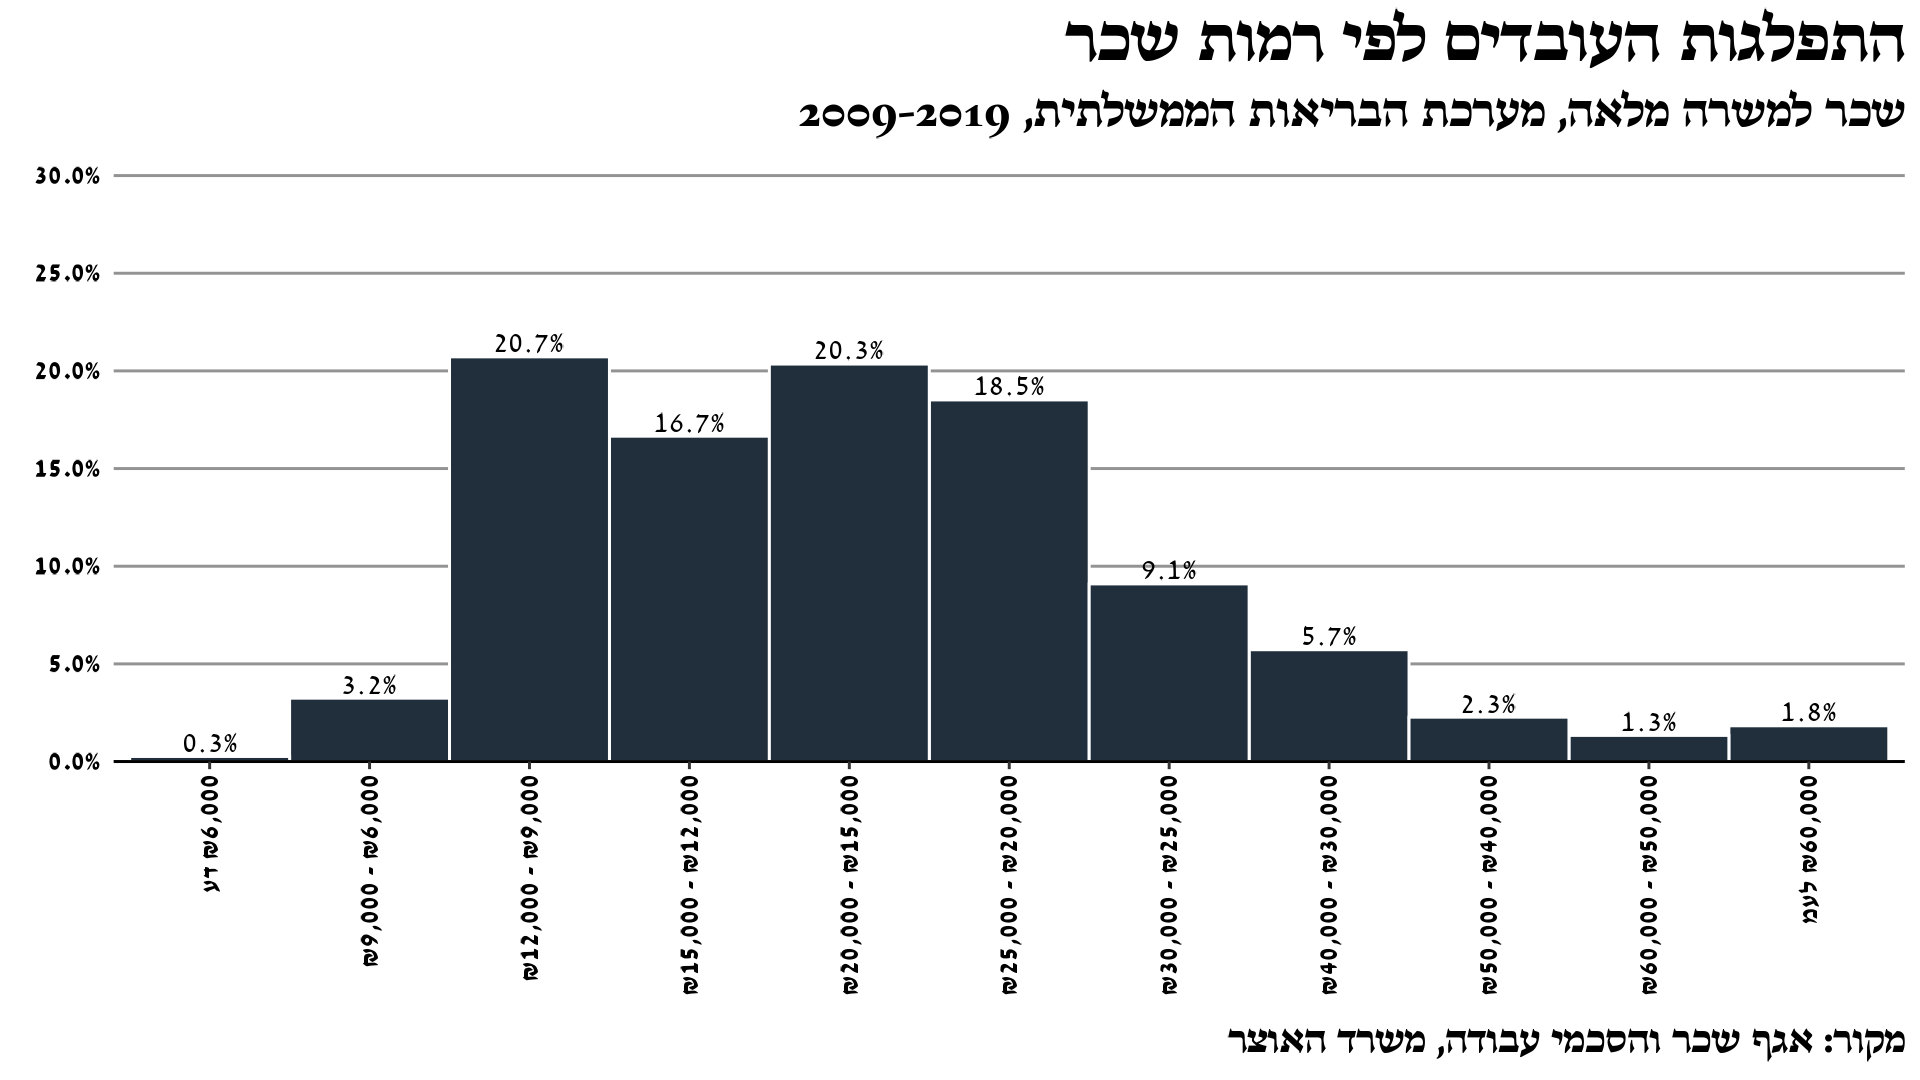 התפלגות העובדים לפי רמות שכר
שכר למשרה מלאה, מערכת הבריאות הממשלתית, 2009-2019
30.0%
25.0%
20.0%
15.0%
10.0%
5.0%
0.0%
0.3%
3.2%
20.7%
16.7%
20.3%
18.5%
9.1%
5.7%
2.3%
1.3%
1.8%
עד ₪6,000
₪9,000 - ₪6,000
₪12,000 - ₪9,000
₪15,000 - ₪12,000
₪20,000 - ₪15,000
₪25,000 - ₪20,000
₪30,000 - ₪25,000
₪40,000 - ₪30,000
₪50,000 - ₪40,000
₪60,000 - ₪50,000
מעל ₪60,000
מקור: אגף שכר והסכמי עבודה, משרד האוצר